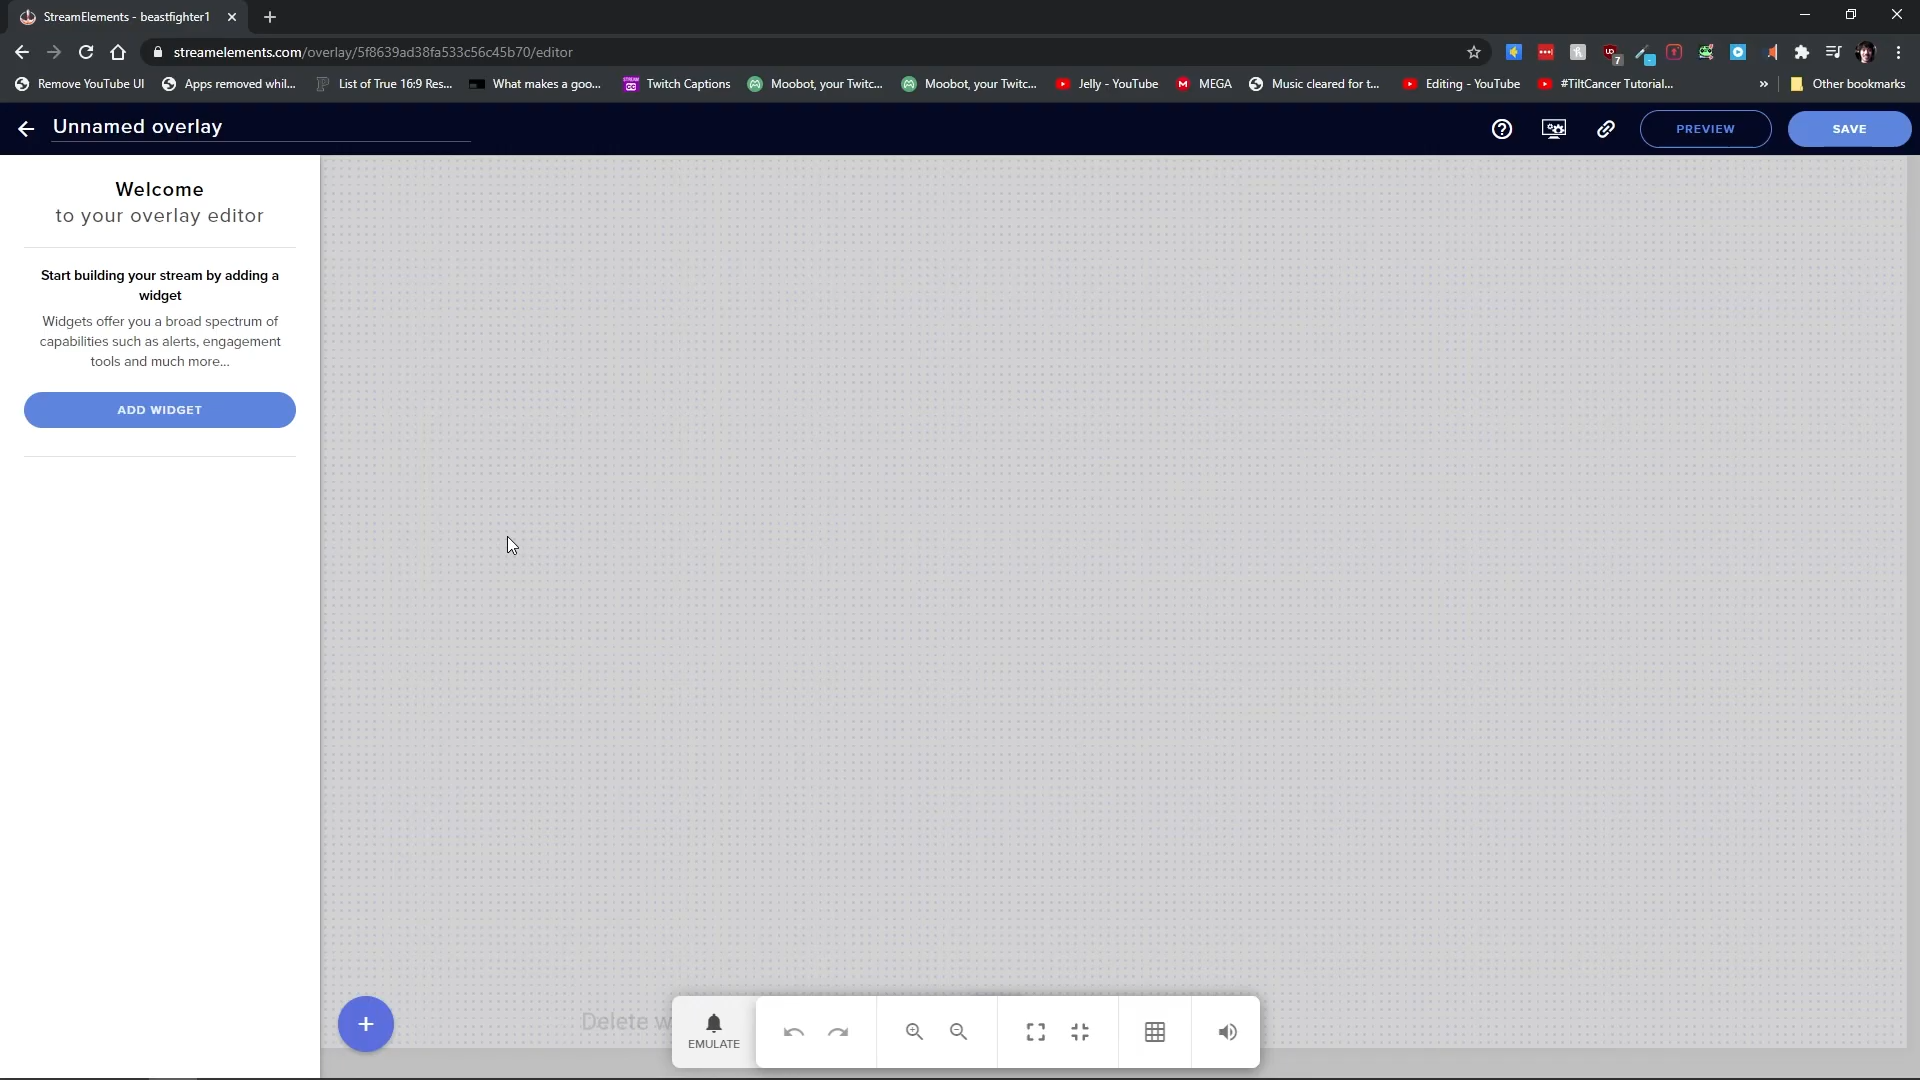 StreamElements - beastfighter1
streamelements.com/overlay/5f8639ad38fa533c56c45b70/editor
7
Remove YouTube UI
Apps removed whil...
List of True 16:9 Res...
What makes a goo...
Twitch Captions
Moobot, your Twitc...
Moobot, your Twitc...
Jelly - YouTube
MEGA
Music cleared for t...
Editing - YouTube
#TiltCancer Tutorial...
»
Other bookmarks
Unnamed overlay
PREVIEW
SAVE
Welcome
to your overlay editor
Start building your stream by adding a
widget
Widgets offer you a broad spectrum of
capabilities such as alerts, engagement
tools and much more...
ADD WIDGET
+
Delete w
EMULATE